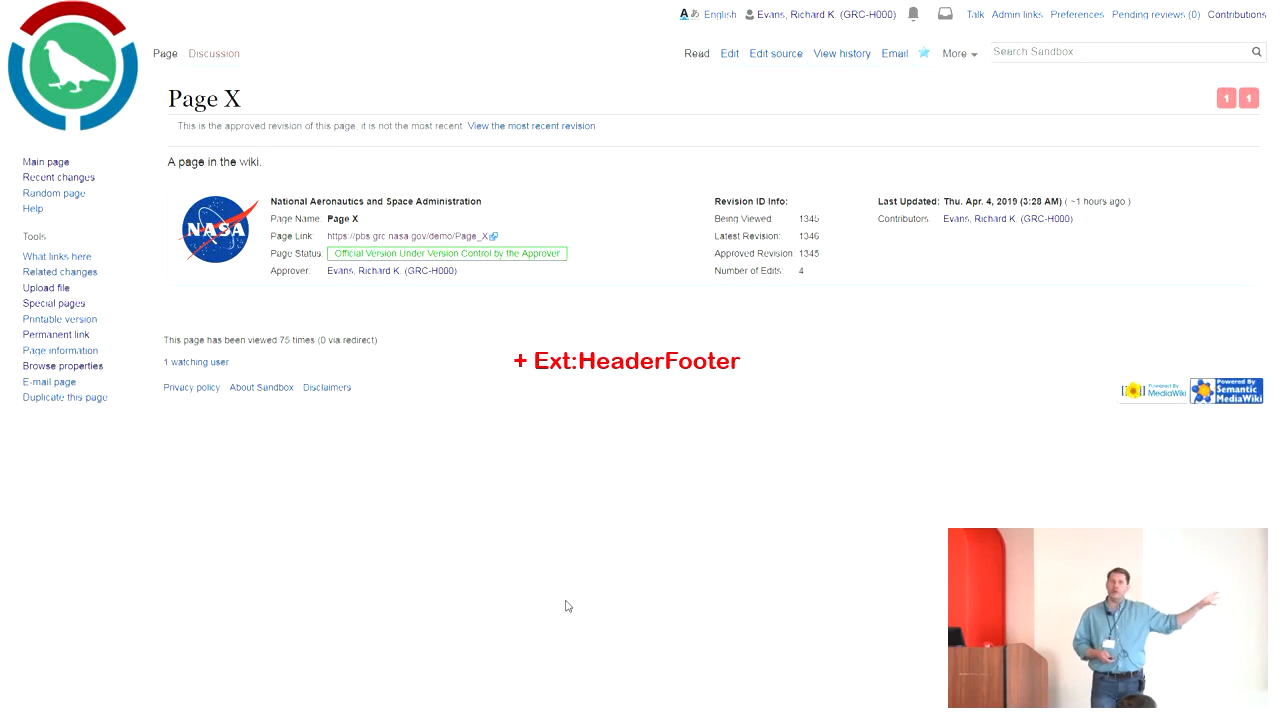 Aあ English Evans, Richard K. (GRC-H000) Talk Admin links Preferences Pending reviews (0) Contributions
Page Discussion Read Edit Edit source View history Email More Search Sandbox
Page X 1 1
This is the approved revision of this page; it is not the most recent. View the most recent revision
A page in the wiki.
Main page
Recent changes
Random page
Help
Tools
What links here
Related changes
Upload file
Special pages
Printable version
Permanent link
Page information
Browse properties
E-mail page
Duplicate this page
NASA
National Aeronautics and Space Administration
Page Name: Page X
Page Link: https://pbs.grc.nasa.gov/demo/Page_X
Page Status: Official Version Under Version Control by the Approver
Approver: Evans, Richard K. (GRC-H000)
Revision ID Info:
Being Viewed: 1345
Latest Revision: 1346
Approved Revision: 1345
Number of Edits: 4
Last Updated: Thu. Apr. 4, 2019 (3:28 AM) ( ~1 hours ago )
Contributors: Evans, Richard K. (GRC-H000)
This page has been viewed 75 times (0 via redirect)
+ Ext:HeaderFooter
1 watching user
Privacy policy About Sandbox Disclaimers
Powered By
MediaWiki
Powered By
Semantic
MediaWiki